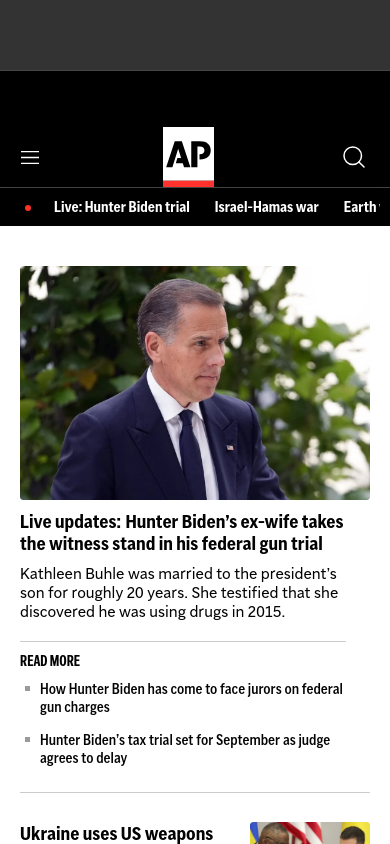 AP
Live: Hunter Biden trial Israel-Hamas war Earth
Live updates: Hunter Biden's ex-wife takes
the witness stand in his federal gun trial
Kathleen Buhle was married to the president's
son for roughly 20 years. She testified that she
discovered he was using drugs in 2015.
READ MORE
How Hunter Biden has come to face jurors on federal
gun charges
Hunter Biden's tax trial set for September as judge
agrees to delay
Ukraine uses US weapons